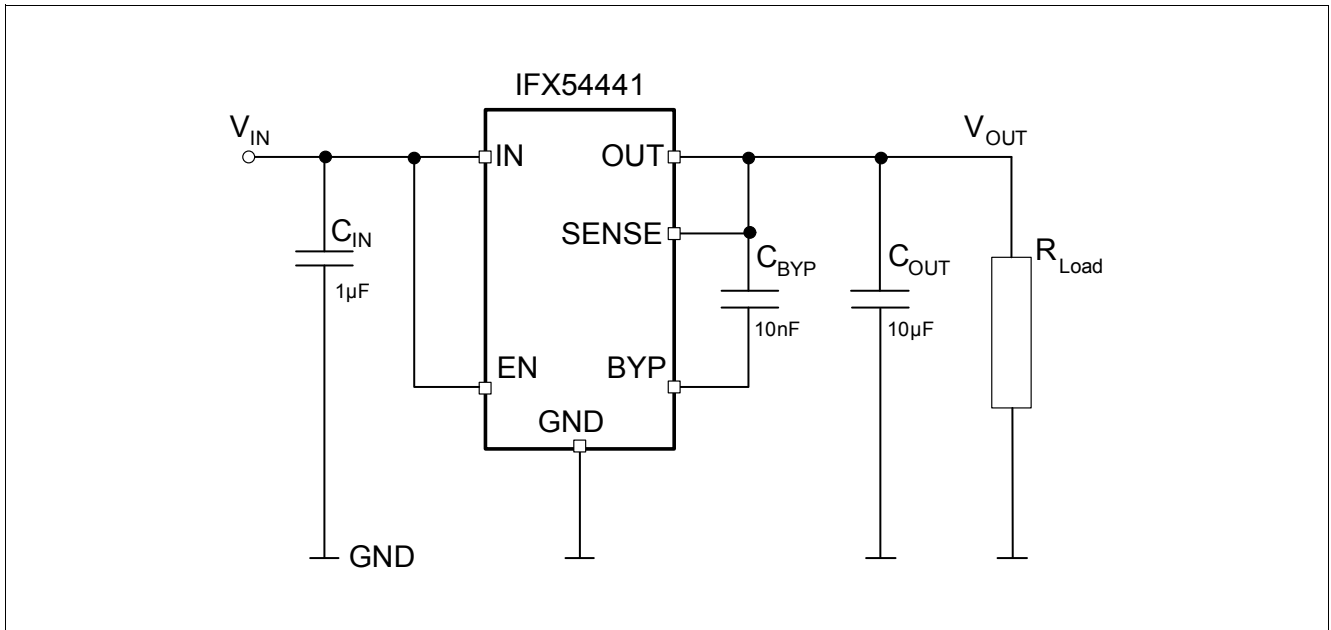 IFX54441
V_IN
V_OUT
IN
OUT
C_IN
1µF
SENSE
C_BYP
10nF
C_OUT
10µF
R_Load
EN
BYP
GND
GND